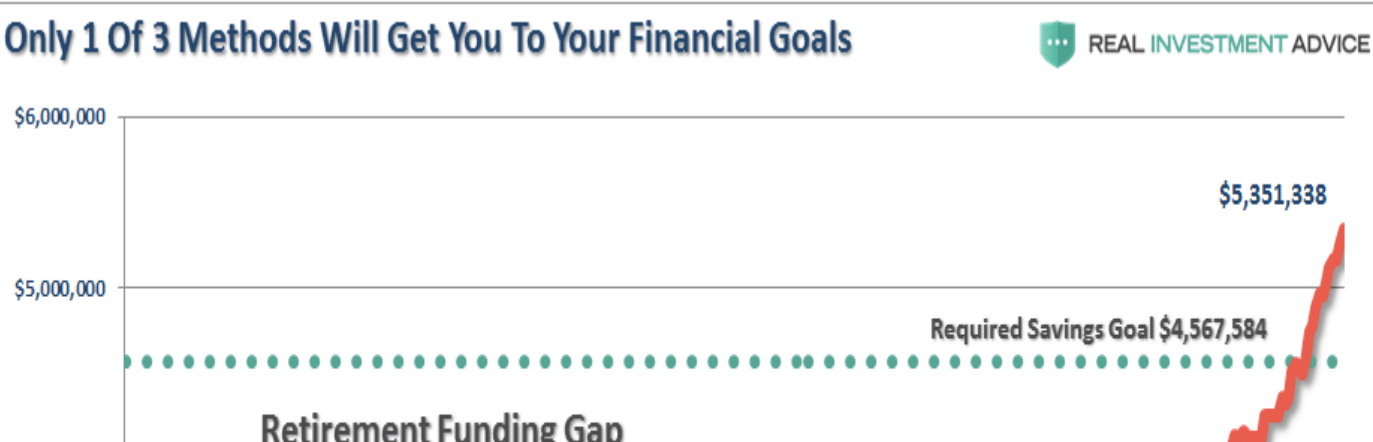 Only 1 Of 3 Methods Will Get You To Your Financial Goals
REAL INVESTMENT ADVICE
$6,000,000
$5,351,338
$5,000,000
Required Savings Goal $4,567,584
Retirement Funding Gap